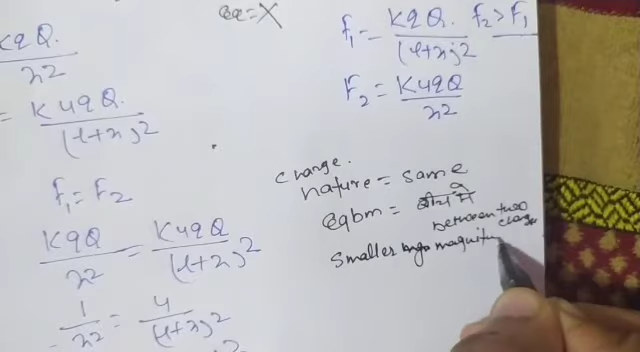 eq = X
KqQ
x2
= K4qQ.
(r+x)2
F1 = F2
KqQ = K4qQ
x2 (r+x)2
1 = 4
x2 (r+x)2
F1 = KqQ. F2 > F1
(r+x)2
F2 = K4qQ
x2
change.
nature = same
eqbm = बीच में
between two
charge
smaller magnitu